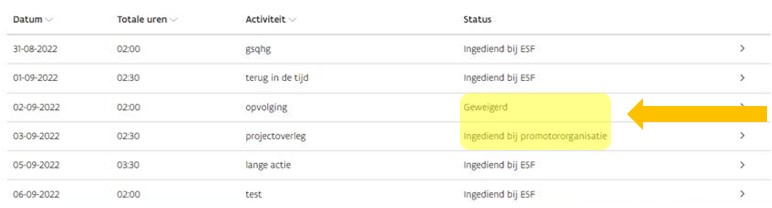 Datum Totale uren Activiteit Status
31-08-2022 02:00 gsqhg Ingediend bij ESF
01-09-2022 02:30 terug in de tijd Ingediend bij ESF
02-09-2022 02:00 opvolging Geweigerd
03-09-2022 02:30 projectoverleg Ingediend bij promotororganisatie
05-09-2022 03:30 lange actie Ingediend bij ESF
06-09-2022 02:00 test Ingediend bij ESF